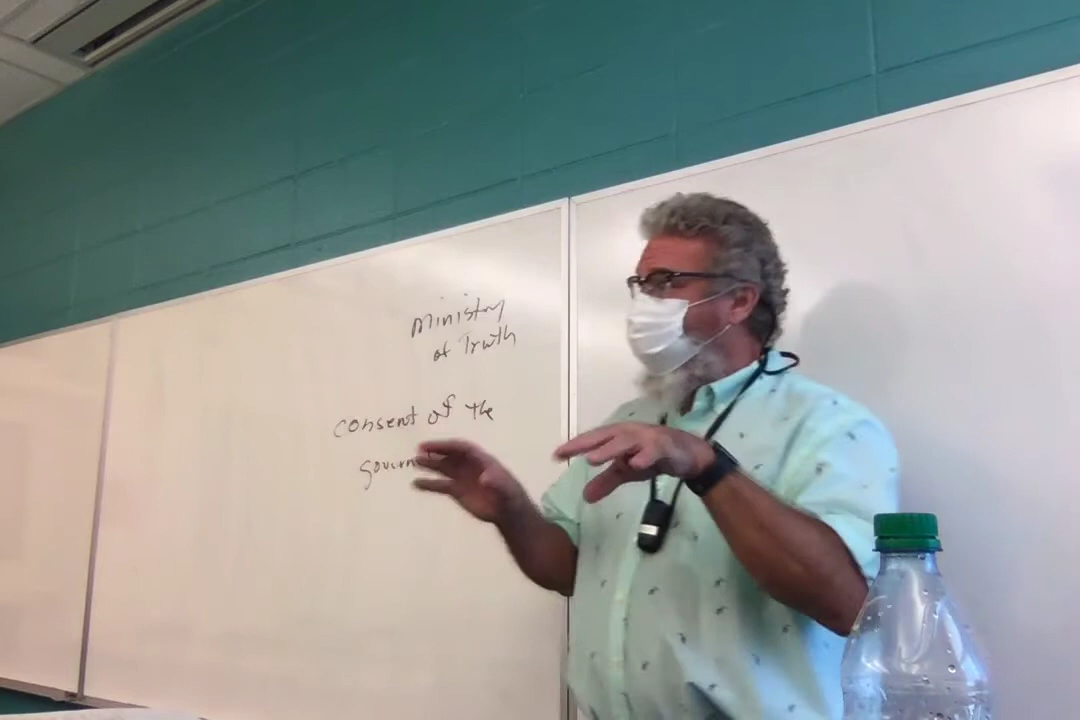 ministry
of Truth
consent of the